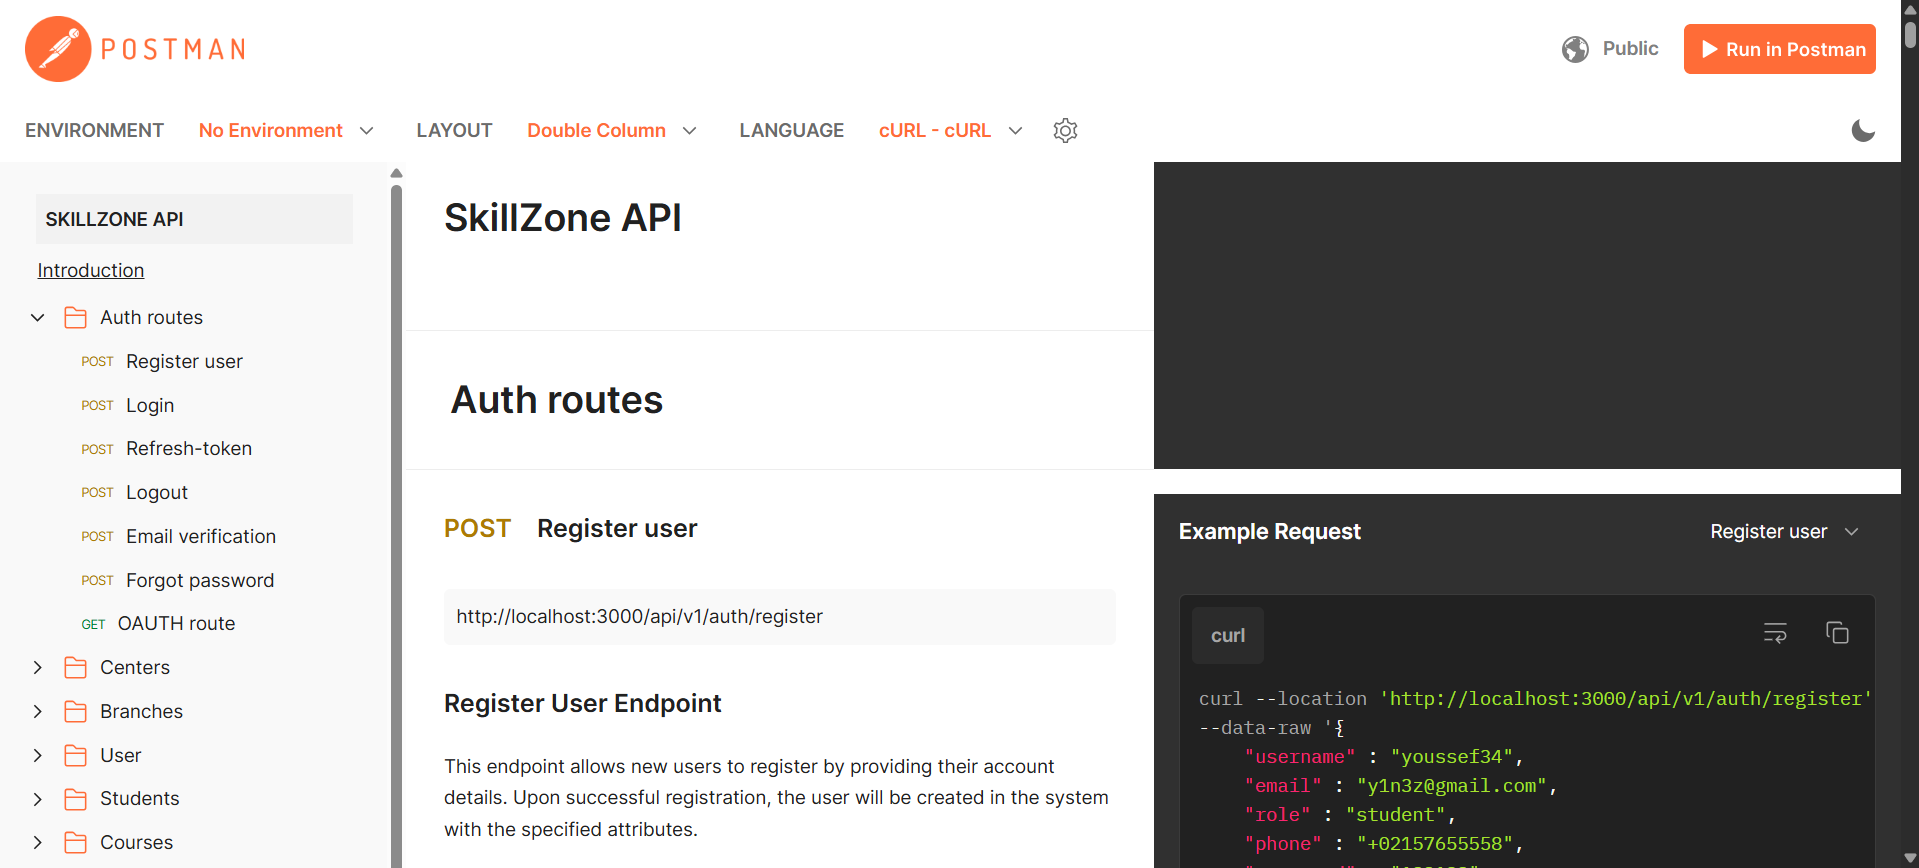 POSTMAN
Public
Run in Postman
ENVIRONMENT No Environment LAYOUT Double Column LANGUAGE cURL - cURL
SKILLZONE API
Introduction
Auth routes
POST Register user
POST Login
POST Refresh-token
POST Logout
POST Email verification
POST Forgot password
GET OAUTH route
Centers
Branches
User
Students
Courses
SkillZone API
Auth routes
POST Register user
http://localhost:3000/api/v1/auth/register
Register User Endpoint
This endpoint allows new users to register by providing their account
details. Upon successful registration, the user will be created in the system
with the specified attributes.
Example Request
Register user
curl
curl --location 'http://localhost:3000/api/v1/auth/register'
--data-raw '{
"username" : "youssef34",
"email" : "y1n3z@gmail.com",
"role" : "student",
"phone" : "+02157655558",